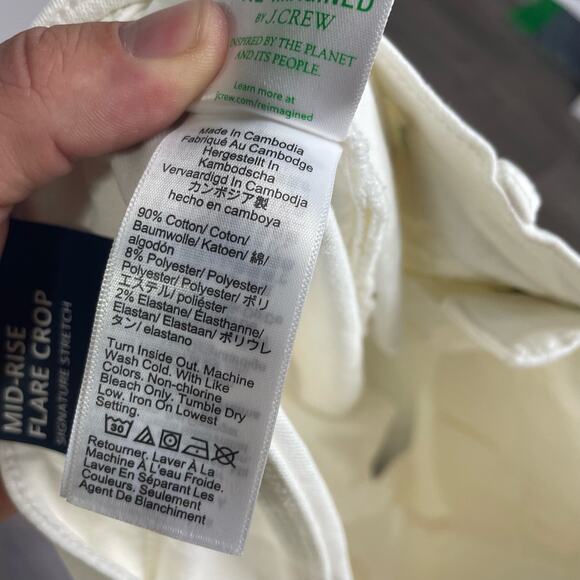 BY J.CREW
INSPIRED BY THE PLANET
AND ITS PEOPLE.
Learn more at
jcrew.com/reimagined
Made In Cambodia
Fabriqué Au Cambodge
Hergestellt In
Kambodscha
Vervaardigd In Cambodja
カンボジア製
hecho en camboya
90% Cotton/ Coton/
Baumwolle/ Katoen/ 綿/
algodón
8% Polyester/ Polyester/
Polyester/ Polyester/ ポリ
エステル/ poliéster
2% Elastane/ Élasthanne/
Elastan/ Elastaan/ ポリウレ
タン/ elastano
Turn Inside Out. Machine
Wash Cold. With Like
Colors. Non-chlorine
Bleach Only. Tumble Dry
Low. Iron On Lowest
Setting.
30
Retourner. Laver À La
Machine À L'eau Froide.
Laver En Séparant Les
Couleurs. Seulement
Agent De Blanchiment
MID-RISE
FLARE CROP
SIGNATURE STRETCH